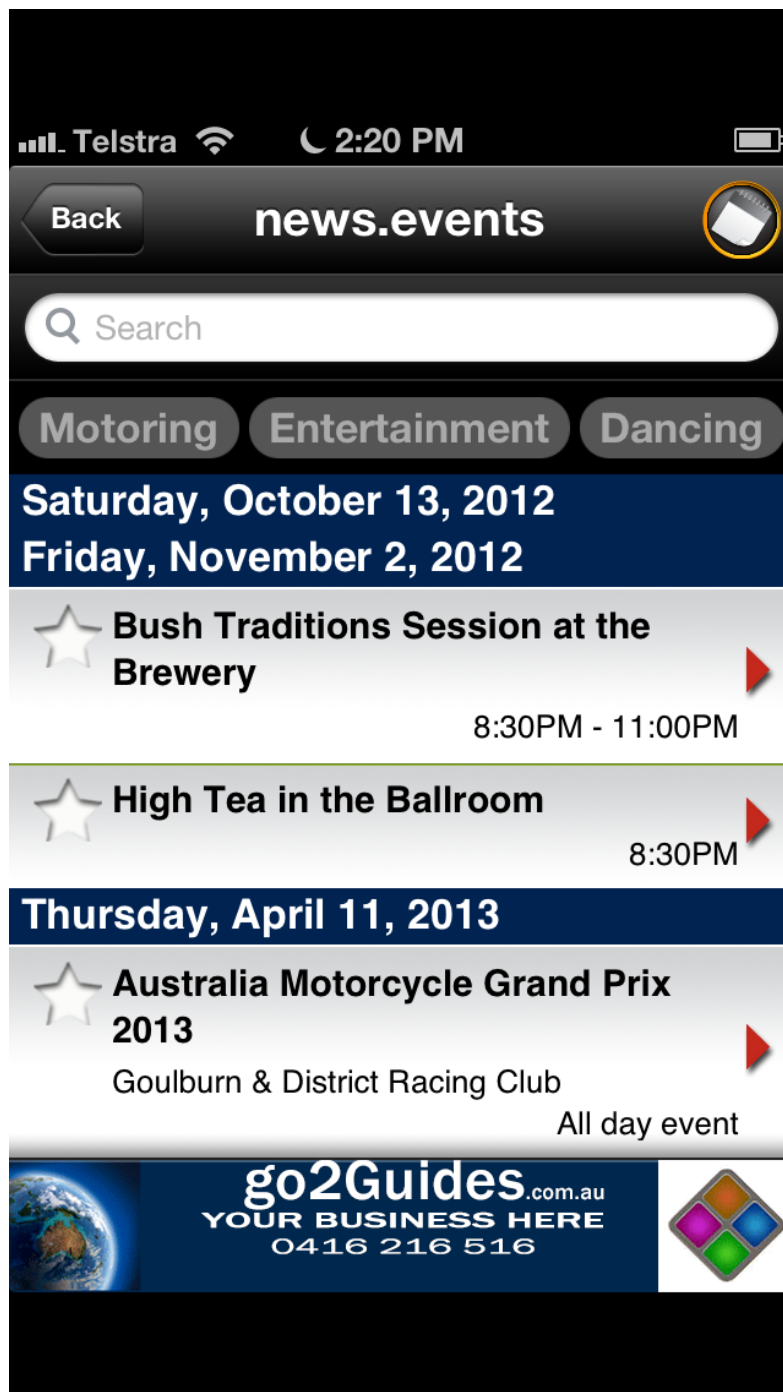 Telstra 2:20 PM
Back news.events
Search
Motoring Entertainment Dancing
Saturday, October 13, 2012
Friday, November 2, 2012
Bush Traditions Session at the
Brewery
8:30PM - 11:00PM
High Tea in the Ballroom
8:30PM
Thursday, April 11, 2013
Australia Motorcycle Grand Prix
2013
Goulburn & District Racing Club
All day event
go2Guides.com.au
YOUR BUSINESS HERE
0416 216 516